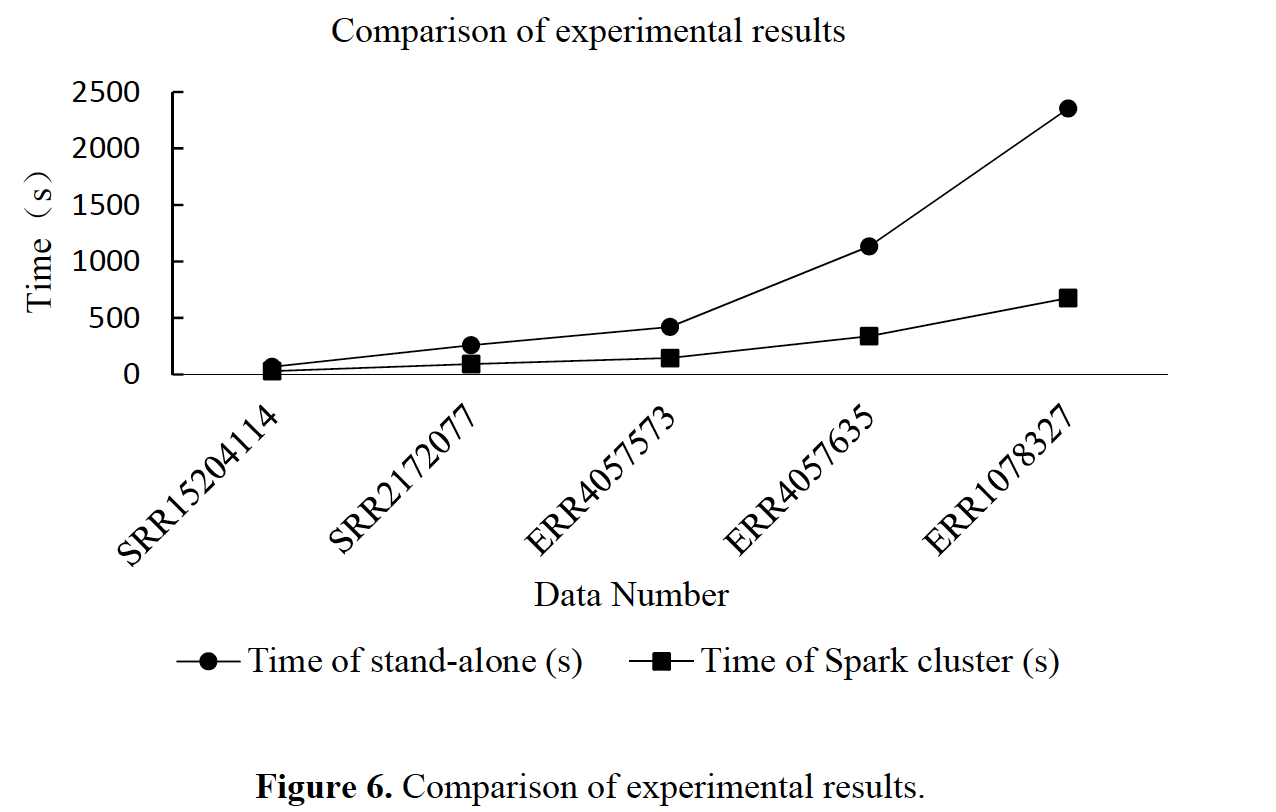 Comparison of experimental results
2500
2000
1500
1000
500
0
Time（s）
SRR15204114
SRR2172077
ERR4057573
ERR4057635
ERR1078327
Data Number
Time of stand-alone (s)
Time of Spark cluster (s)
Figure 6. Comparison of experimental results.